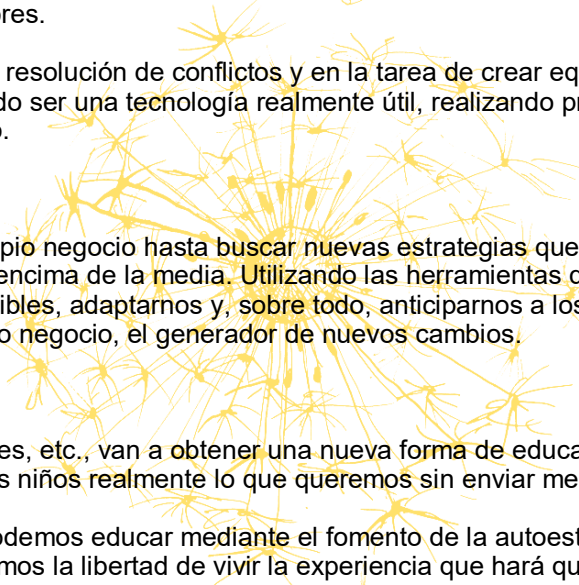 res.
resolución de conflictos y en la tarea de crear eq
do ser una tecnología realmente útil, realizando pr
o.
pio negocio hasta buscar nuevas estrategias que
encima de la media. Utilizando las herramientas d
ibles, adaptarnos y, sobre todo, anticiparnos a los
o negocio, el generador de nuevos cambios.
es, etc., van a obtener una nueva forma de educa
s niños realmente lo que queremos sin enviar me
odemos educar mediante el fomento de la autoest
mos la libertad de vivir la experiencia que hará qu